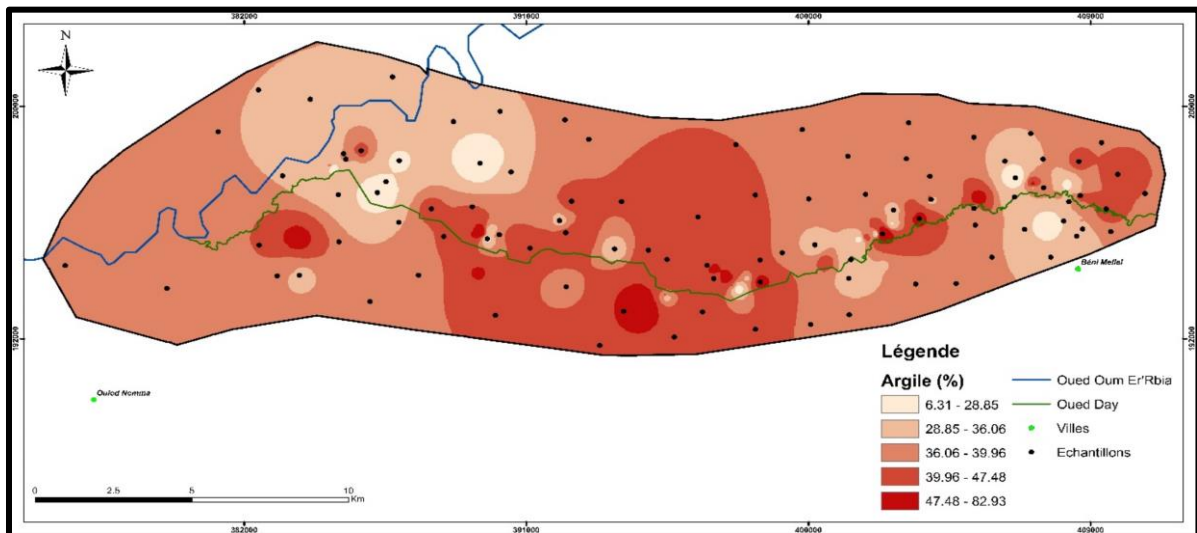 382000 391000 400000 409000
N
200000 200000
Béni Mellal
192000 192000
Légende
Argile (%)
6.31 - 28.85
28.85 - 36.06
36.06 - 39.96
39.96 - 47.48
47.48 - 82.93
Oued Oum Er'Rbia
Oued Day
Villes
Echantillons
Oulod Nemma
0 2.5 5 10
Km
382000 391000 400000 409000